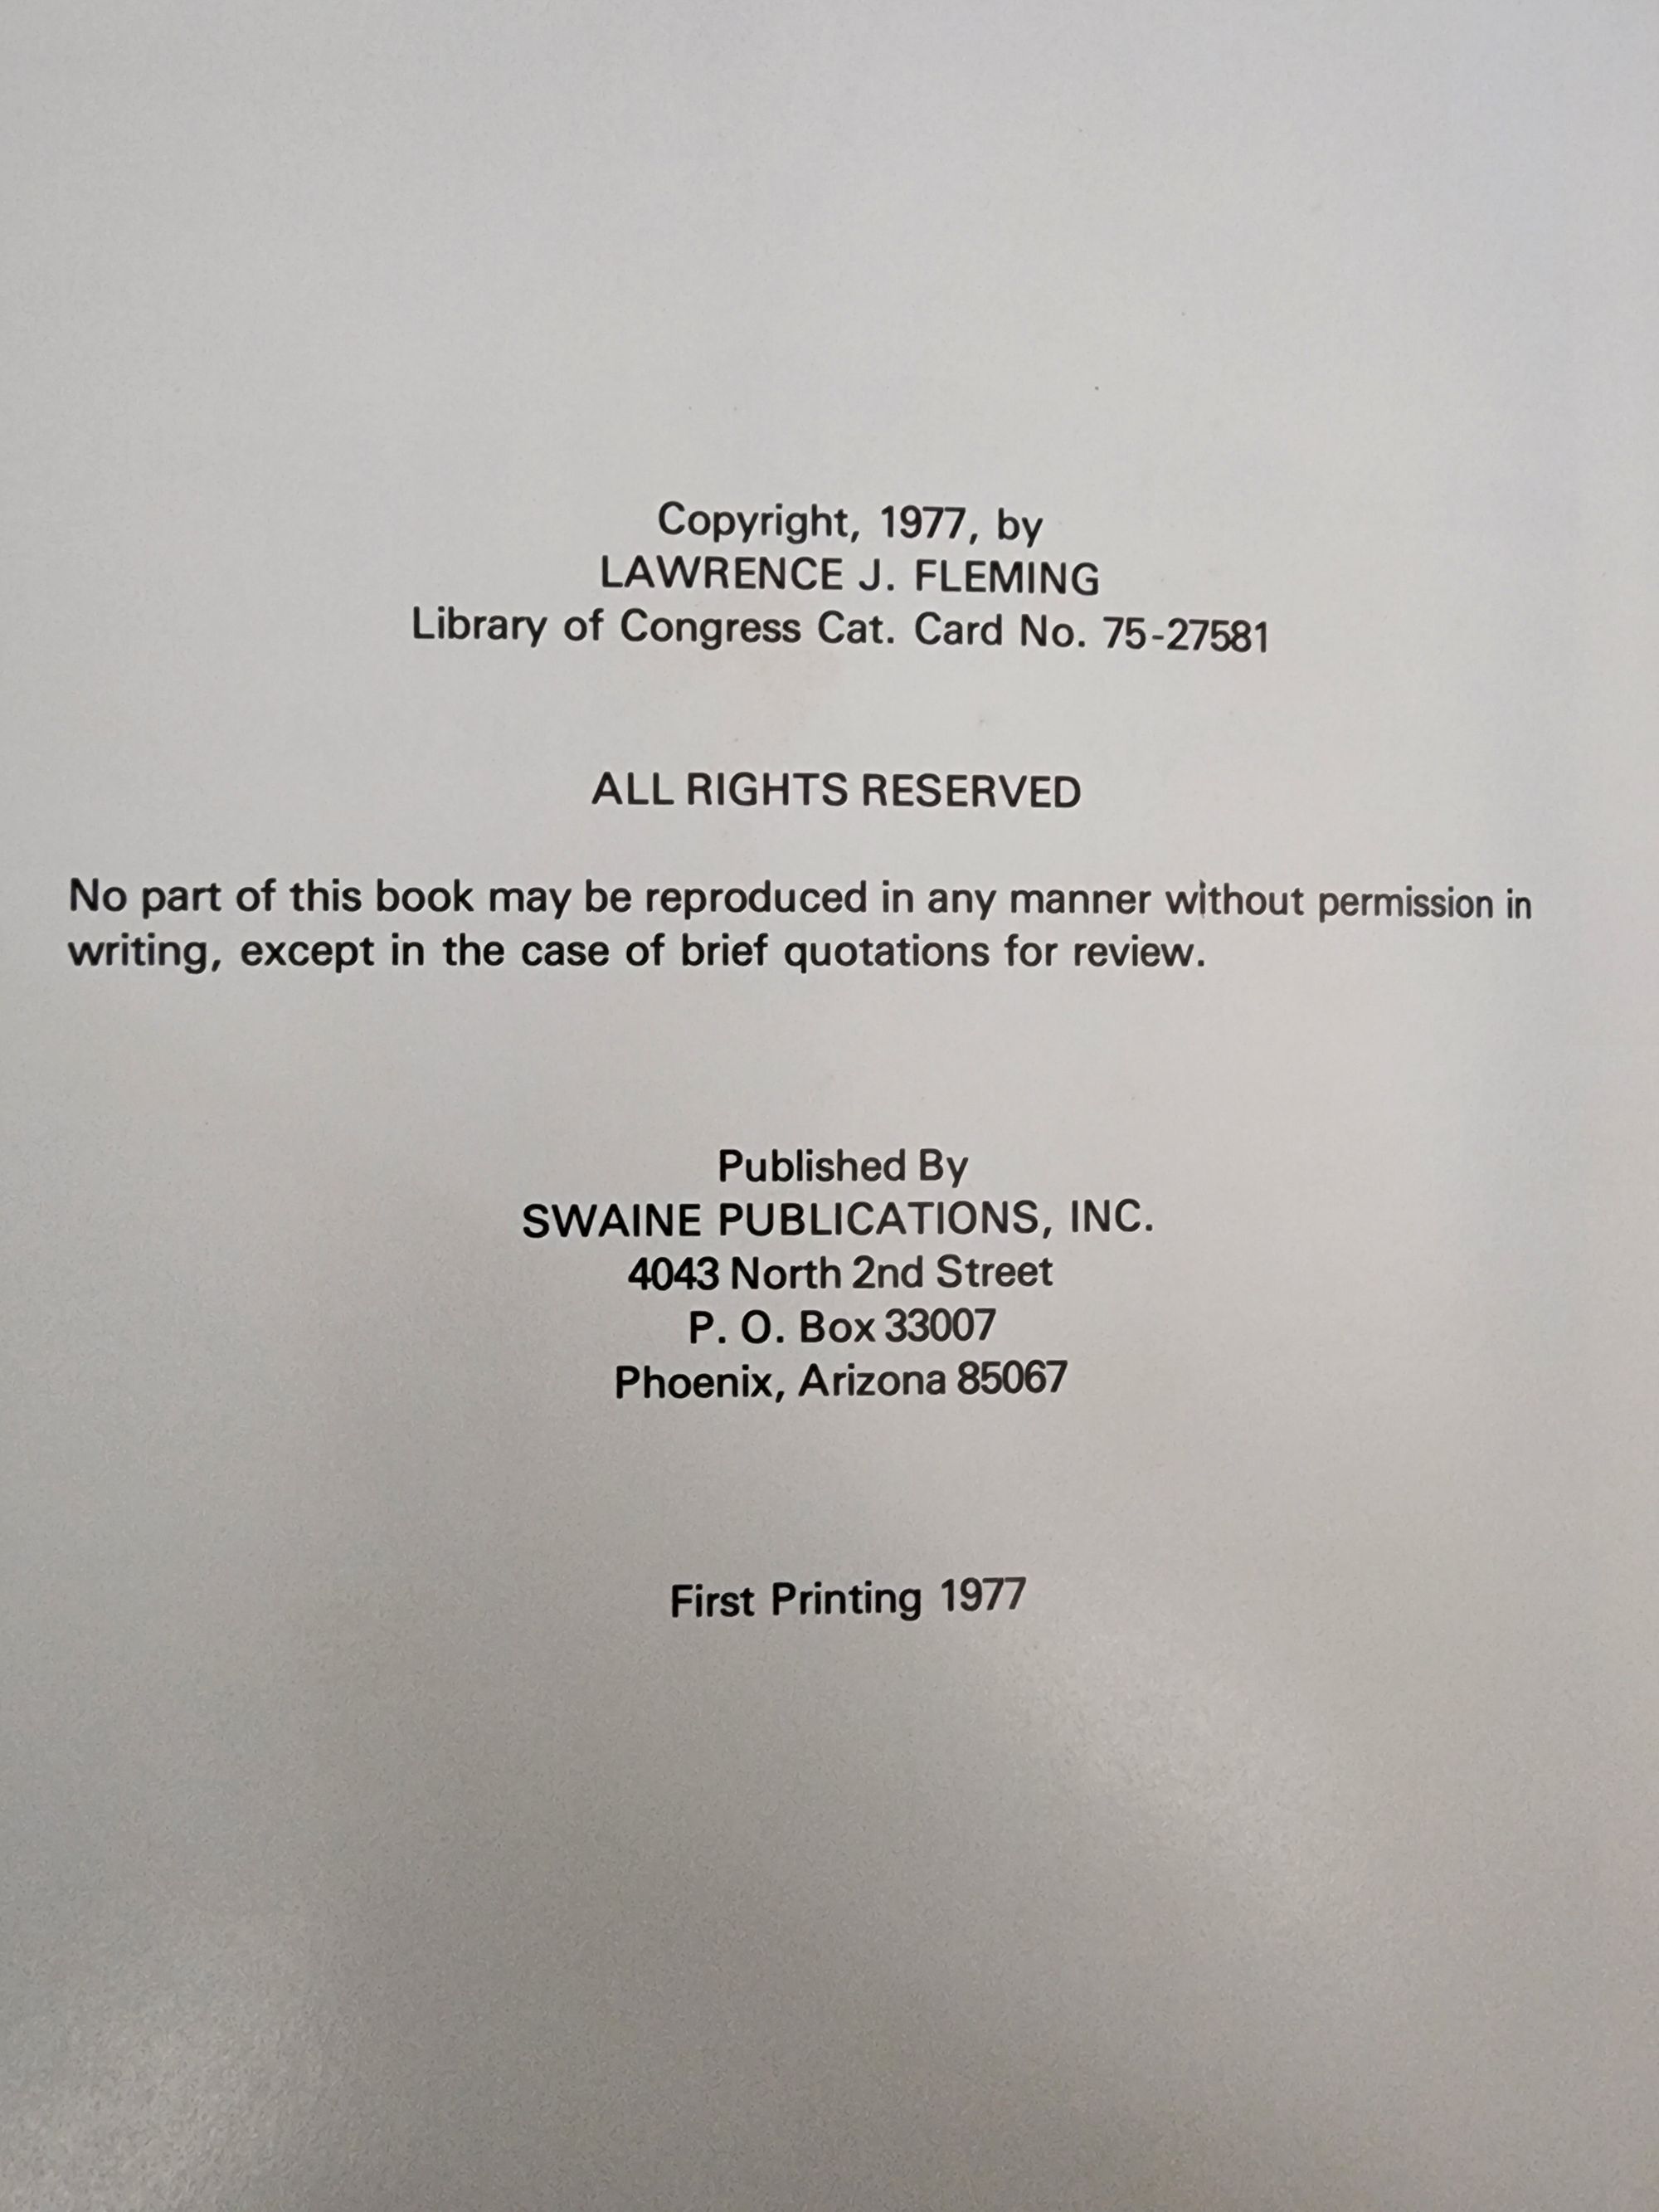 Copyright, 1977, by
LAWRENCE J. FLEMING
Library of Congress Cat. Card No. 75-27581
ALL RIGHTS RESERVED
No part of this book may be reproduced in any manner without permission in
writing, except in the case of brief quotations for review.
Published By
SWAINE PUBLICATIONS, INC.
4043 North 2nd Street
P. O. Box 33007
Phoenix, Arizona 85067
First Printing 1977